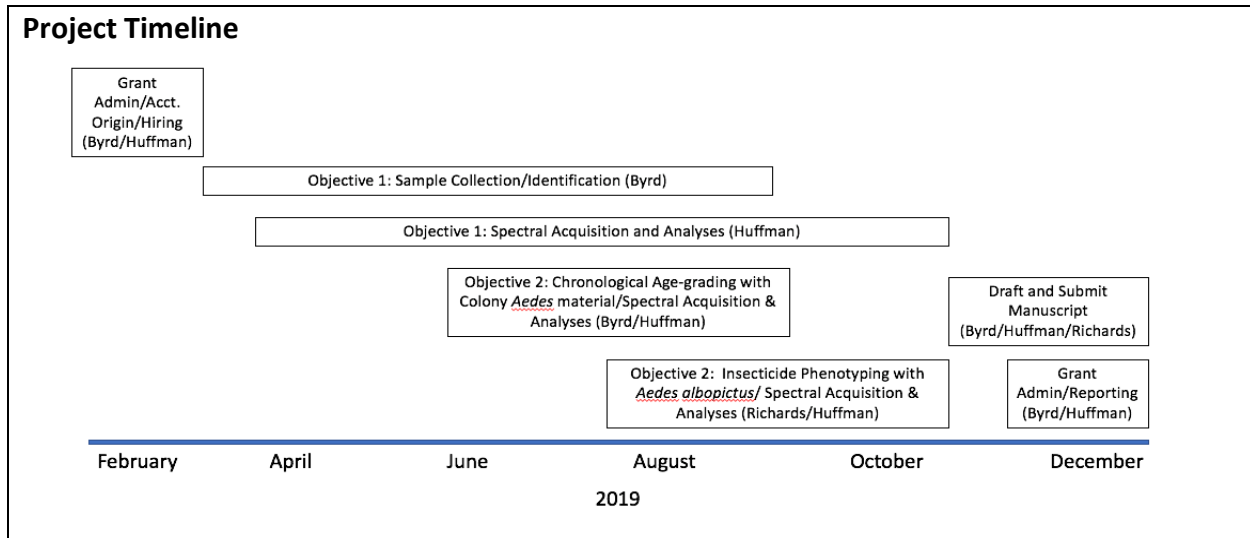 Project Timeline
Grant
Admin/Acct.
Origin/Hiring
(Byrd/Huffman)
Objective 1: Sample Collection/Identification (Byrd)
Objective 1: Spectral Acquisition and Analyses (Huffman)
Objective 2: Chronological Age-grading with
Colony Aedes material/Spectral Acquisition &
Analyses (Byrd/Huffman)
Draft and Submit
Manuscript
(Byrd/Huffman/Richards)
Objective 2:  Insecticide Phenotyping with
Aedes albopictus/ Spectral Acquisition &
Analyses (Richards/Huffman)
Grant
Admin/Reporting
(Byrd/Huffman)
February April June August October December
2019